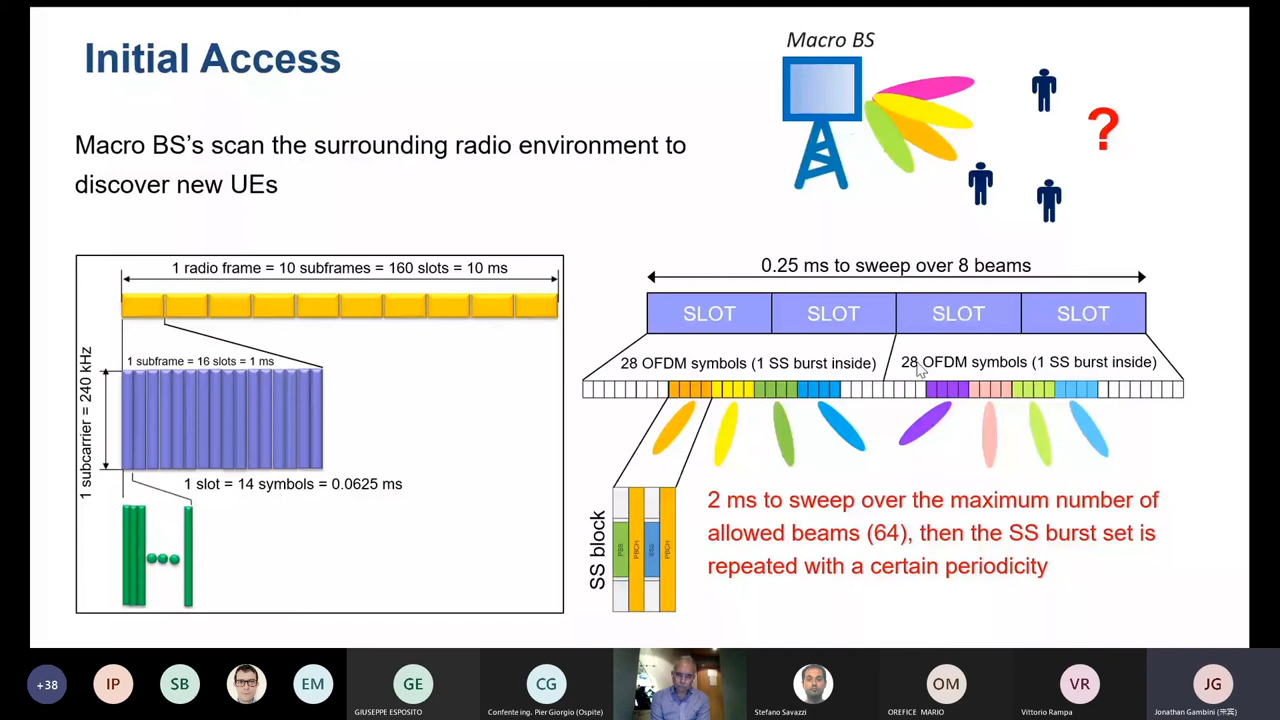 Initial Access
Macro BS
Macro BS's scan the surrounding radio environment to
discover new UEs
?
1 radio frame = 10 subframes = 160 slots = 10 ms
1 subframe = 16 slots = 1 ms
1 subcarrier = 240 kHz
1 slot = 14 symbols = 0.0625 ms
0.25 ms to sweep over 8 beams
SLOT SLOT SLOT SLOT
28 OFDM symbols (1 SS burst inside) 28 OFDM symbols (1 SS burst inside)
SS block
PBCH PBCH
2 ms to sweep over the maximum number of
allowed beams (64), then the SS burst set is
repeated with a certain periodicity
+38 IP SB EM GE CG OM VR JG
GIUSEPPE ESPOSITO Confente ing. Pier Giorgio (Ospite) Stefano Savazzi OREFICE MARIO Vittorio Rampa Jonathan Gambini